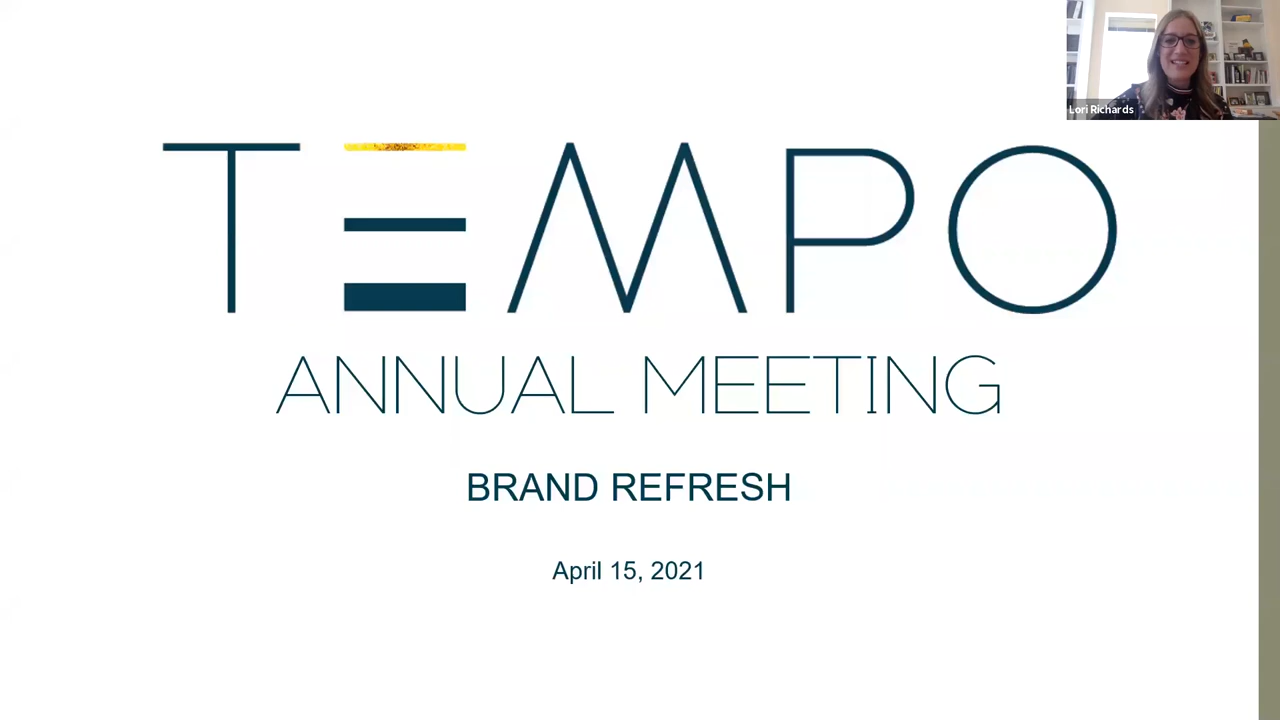 Lori Richards
TEMPO
ANNUAL MEETING
BRAND REFRESH
April 15, 2021